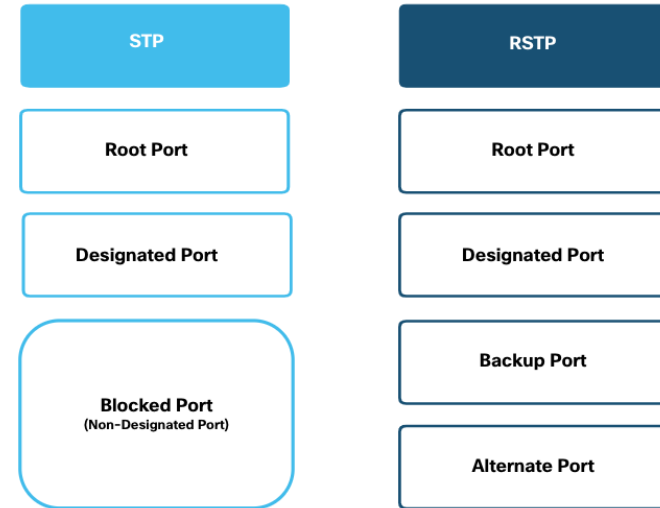 STP
Root Port
Designated Port
Blocked Port
(Non-Designated Port)
RSTP
Root Port
Designated Port
Backup Port
Alternate Port